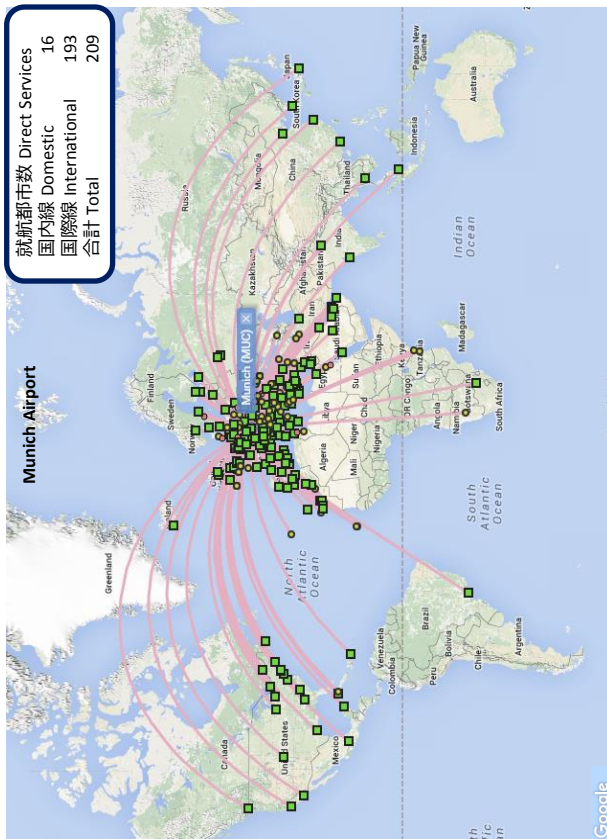 Munich Airport
就航都市数 Direct Services
国内線 Domestic 16
国際線 International 193
合計 Total 209
Greenland
Finland
Sweden
Russia
Canada
Munich (MUC)
Kazakhstan
Mongolia
United States
North
Atlantic
Ocean
China
South Korea
Japan
Afghanistan
Pakistan
Iran
India
Thailand
Mexico
Algeria
Libya
Egypt
Mali
Niger
Chad
Sudan
Nigeria
Ethiopia
Venezuela
Colombia
DR Congo
Kenya
Tanzania
Indonesia
Papua New
Guinea
Brazil
Peru
Bolivia
Angola
Namibia
Botswana
Madagascar
Indian
Ocean
Australia
Chile
South
Atlantic
Ocean
South Africa
Argentina
Google